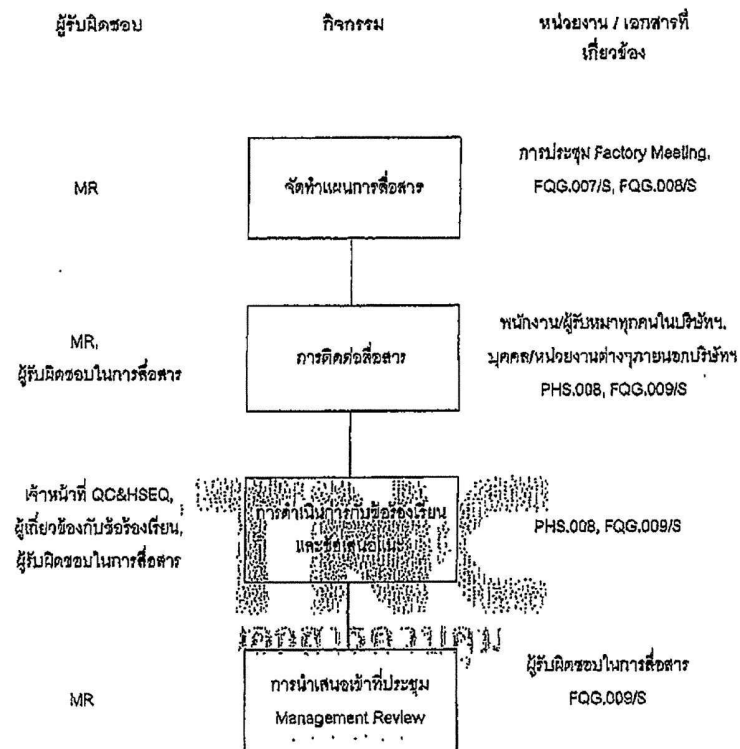 ผู้รับผิดชอบ
กิจกรรม
หน่วยงาน / เอกสารที่
เกี่ยวข้อง
MR
จัดทำแผนการสื่อสาร
การประชุม Factory Meeting,
FQG.007/S, FQG.008/S
MR,
ผู้รับผิดชอบในการสื่อสาร
การติดต่อสื่อสาร
พนักงาน/ผู้รับเหมาทุกคนในบริษัทฯ,
บุคคล/หน่วยงานต่างๆภายนอกบริษัทฯ
PHS.008, FQG.009/S
เจ้าหน้าที่ QC&HSEQ,
ผู้เกี่ยวข้องกับข้อร้องเรียน,
ผู้รับผิดชอบในการสื่อสาร
การดำเนินการกับข้อร้องเรียน
และข้อเสนอแนะ
PHS.008, FQG.009/S
เอกสารควบคุม
MR
การนำเสนอเข้าที่ประชุม
Management Review
ผู้รับผิดชอบในการสื่อสาร
FQG.009/S